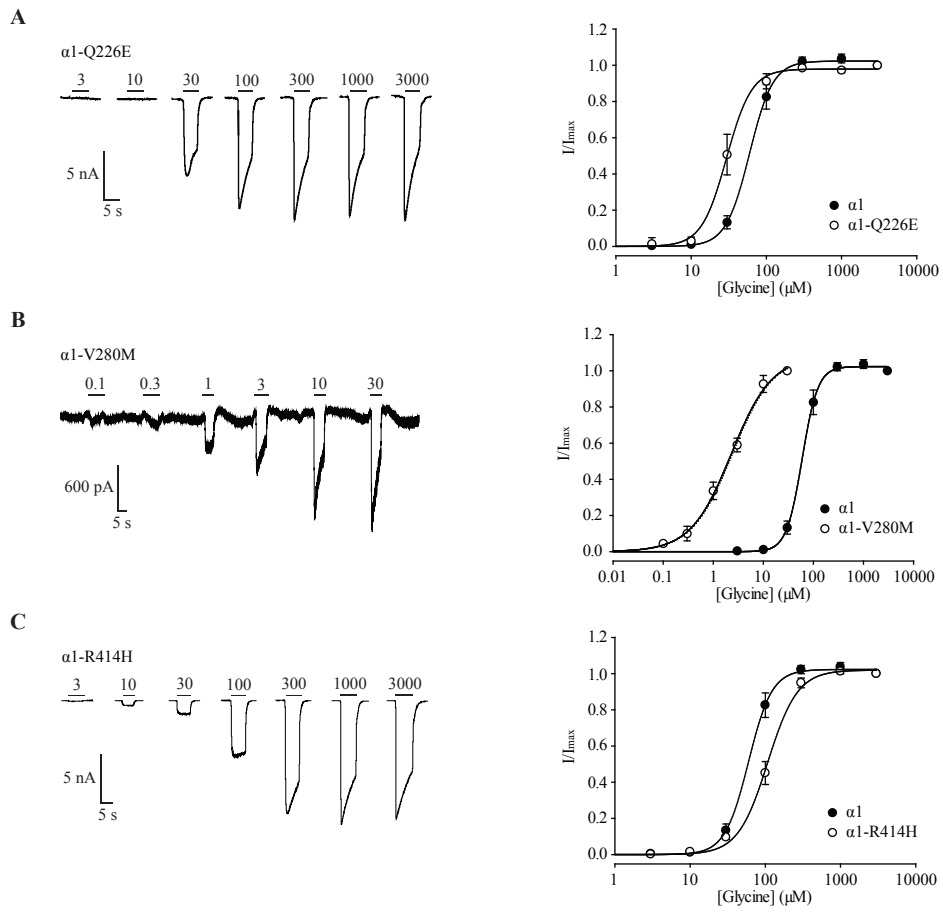 A
α1-Q226E
3 10 30 100 300 1000 3000
5 nA
5 s
1.2
1.0
0.8
0.6
0.4
0.2
0.0
I/Imax
α1
α1-Q226E
1 10 100 1000 10000
[Glycine] (μM)
B
α1-V280M
0.1 0.3 1 3 10 30
600 pA
5 s
1.2
1.0
0.8
0.6
0.4
0.2
0.0
I/Imax
α1
α1-V280M
0.01 0.1 1 10 100 1000 10000
[Glycine] (μM)
C
α1-R414H
3 10 30 100 300 1000 3000
5 nA
5 s
1.2
1.0
0.8
0.6
0.4
0.2
0.0
I/Imax
α1
α1-R414H
1 10 100 1000 10000
[Glycine] (μM)